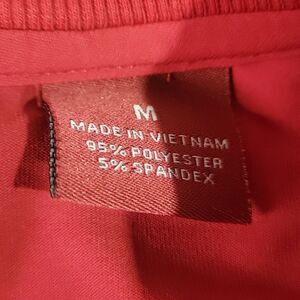 M
MADE IN VIETNAM
95% POLYESTER
5% SPANDEX